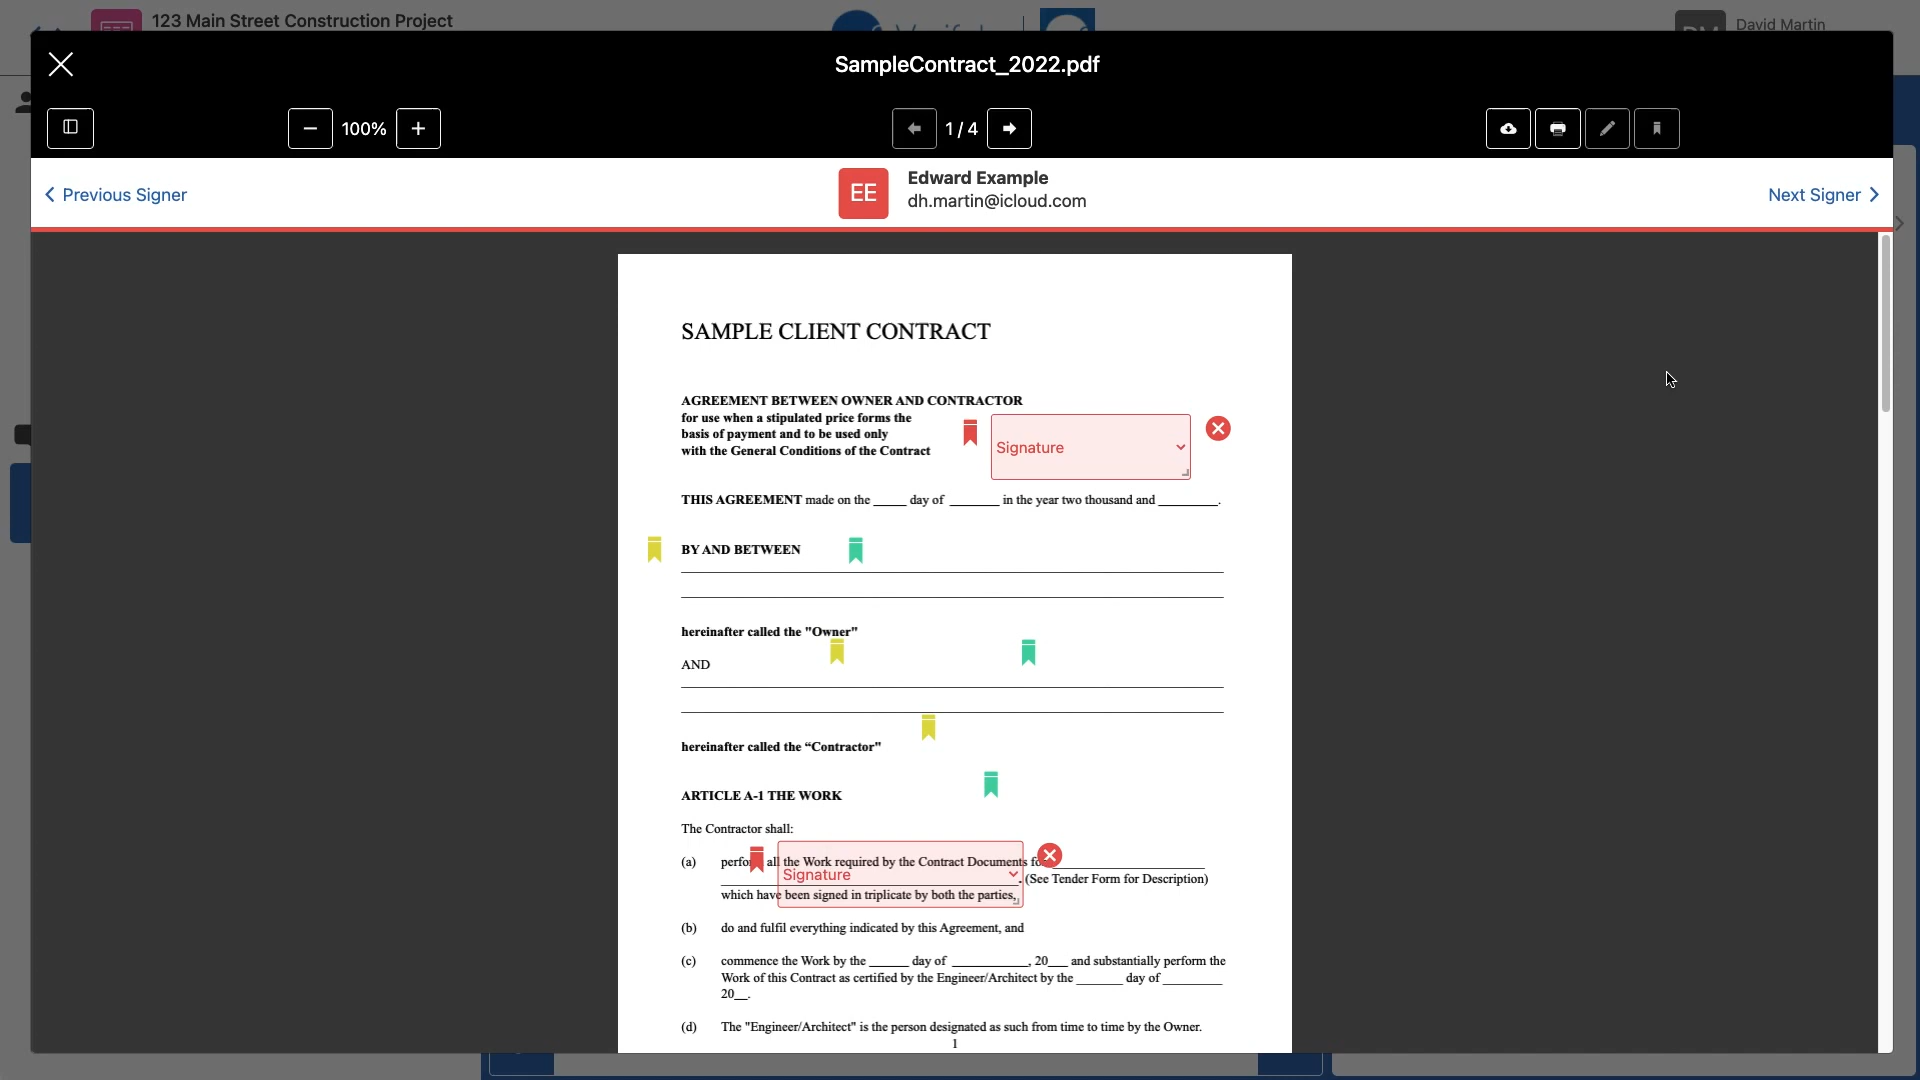 123 Main Street Construction Project
David Martin
SampleContract_2022.pdf
100%
1 / 4
Previous Signer
EE
Edward Example
dh.martin@icloud.com
Next Signer
SAMPLE CLIENT CONTRACT
AGREEMENT BETWEEN OWNER AND CONTRACTOR
for use when a stipulated price forms the
basis of payment and to be used only
with the General Conditions of the Contract
Signature
THIS AGREEMENT made on the _____ day of ________ in the year two thousand and _________.
BY AND BETWEEN
hereinafter called the "Owner"
AND
hereinafter called the “Contractor”
ARTICLE A-1 THE WORK
The Contractor shall:
(a) perfo all the Work required by the Contract Documents fo
Signature
. (See Tender Form for Description)
which have been signed in triplicate by both the parties,
(b) do and fulfil everything indicated by this Agreement, and
(c) commence the Work by the ______ day of ____________, 20___ and substantially perform the
Work of this Contract as certified by the Engineer/Architect by the _______ day of _________
20__.
(d) The "Engineer/Architect" is the person designated as such from time to time by the Owner.
1